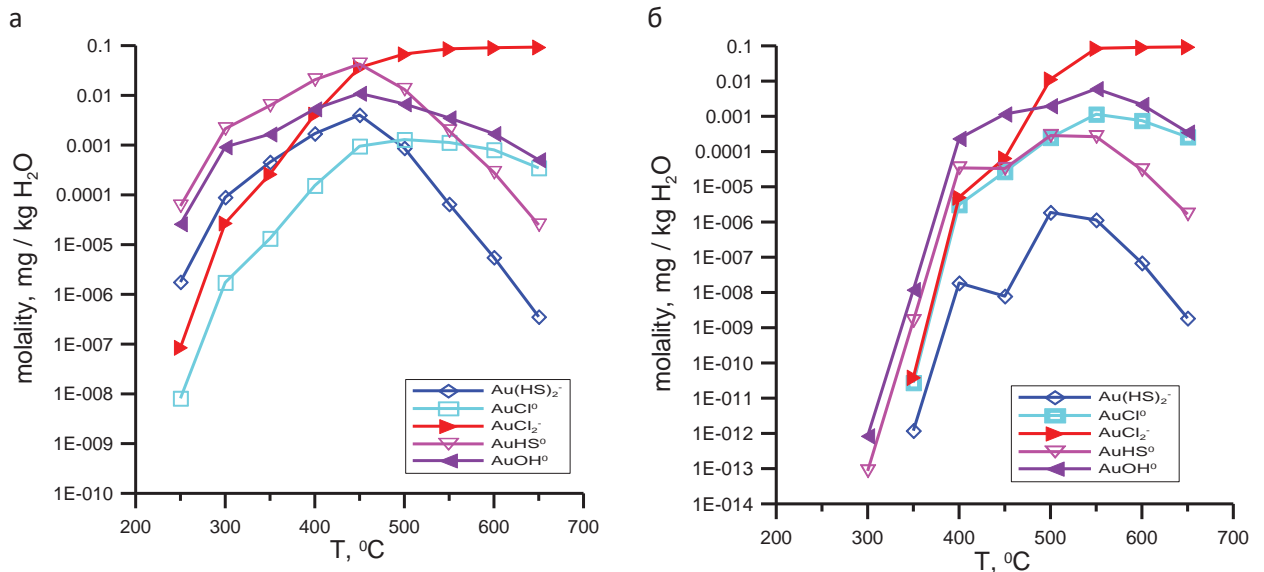 а
0.1
0.01
0.001
0.0001
1E-005
1E-006
1E-007
1E-008
1E-009
1E-010
molality, mg / kg H₂O
200 300 400 500 600 700
T, ⁰C
Au(HS)₂⁻
AuCl⁰
AuCl₂⁻
AuHS⁰
AuOH⁰
б
0.1
0.01
0.001
0.0001
1E-005
1E-006
1E-007
1E-008
1E-009
1E-010
1E-011
1E-012
1E-013
1E-014
molality, mg / kg H₂O
200 300 400 500 600 700
T, ⁰C
Au(HS)₂⁻
AuCl⁰
AuCl₂⁻
AuHS⁰
AuOH⁰